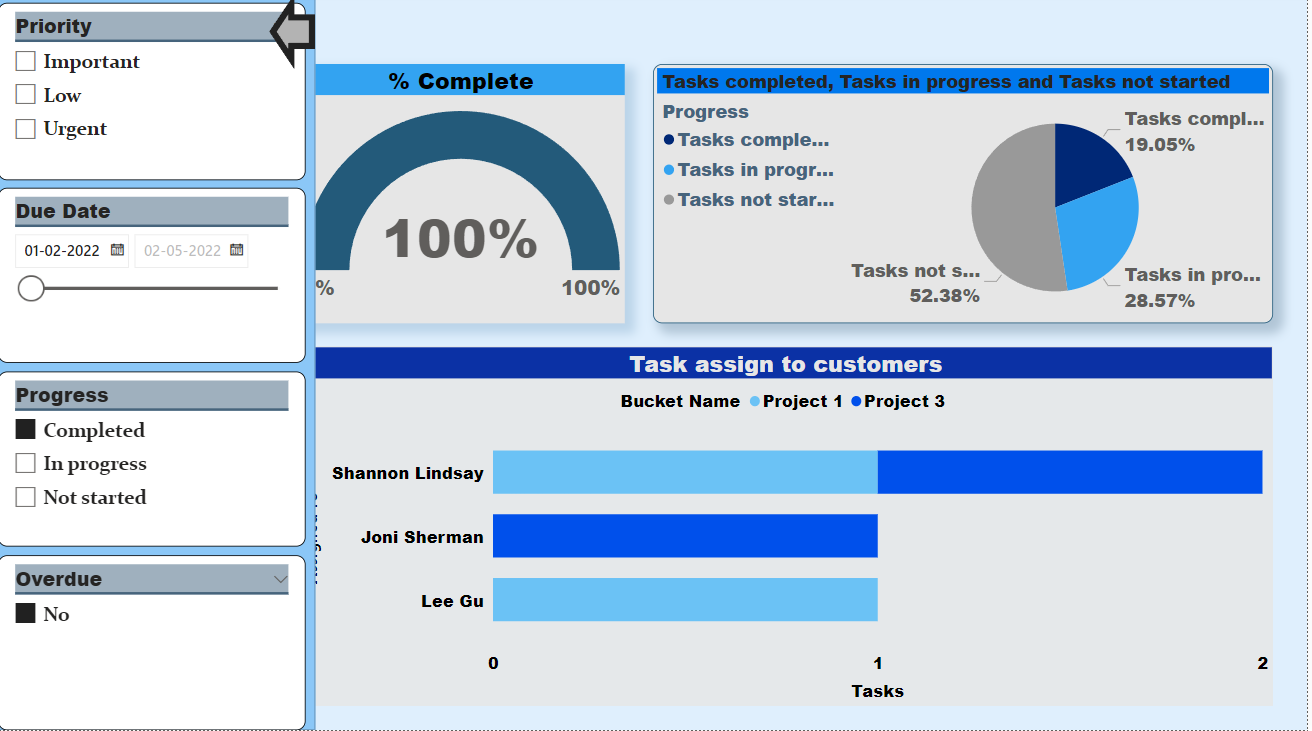 Priority
Important
Low
Urgent
Due Date
01-02-2022
02-05-2022
Progress
Completed
In progress
Not started
Overdue
No
% Complete
100%
%
100%
Tasks completed, Tasks in progress and Tasks not started
Progress
Tasks comple...
Tasks in progr...
Tasks not star...
Tasks compl...
19.05%
Tasks not s...
52.38%
Tasks in pro...
28.57%
Task assign to customers
Bucket Name Project 1 Project 3
Shannon Lindsay
Joni Sherman
Lee Gu
0 1 2
Tasks